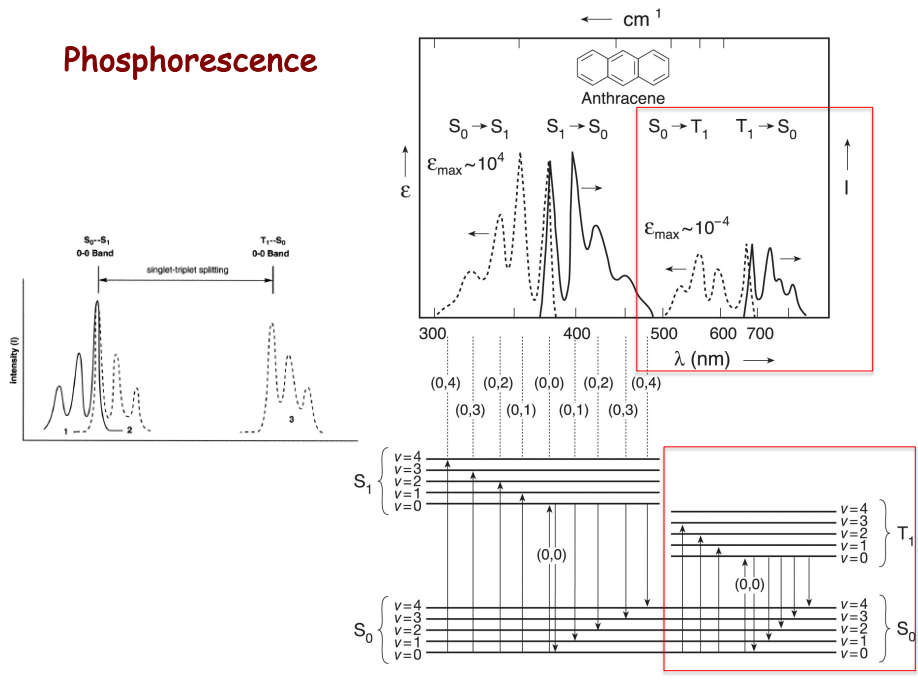 Phosphorescence
← cm ¹
Anthracene
S₀ → S₁
S₁ → S₀
S₀ → T₁
T₁ → S₀
ε
εmax ~ 10⁴
εmax ~ 10⁻⁴
I
300
400
500
600
700
λ (nm) →
S₀--S₁
0-0 Band
T₁--S₀
0-0 Band
singlet-triplet splitting
intensity (I)
1
2
3
(0,4)
(0,2)
(0,0)
(0,2)
(0,4)
(0,3)
(0,1)
(0,1)
(0,3)
S₁
v=4
v=3
v=2
v=1
v=0
(0,0)
S₀
v=4
v=3
v=2
v=1
v=0
v=4
v=3
v=2
v=1
v=0
T₁
(0,0)
v=4
v=3
v=2
v=1
v=0
S₀